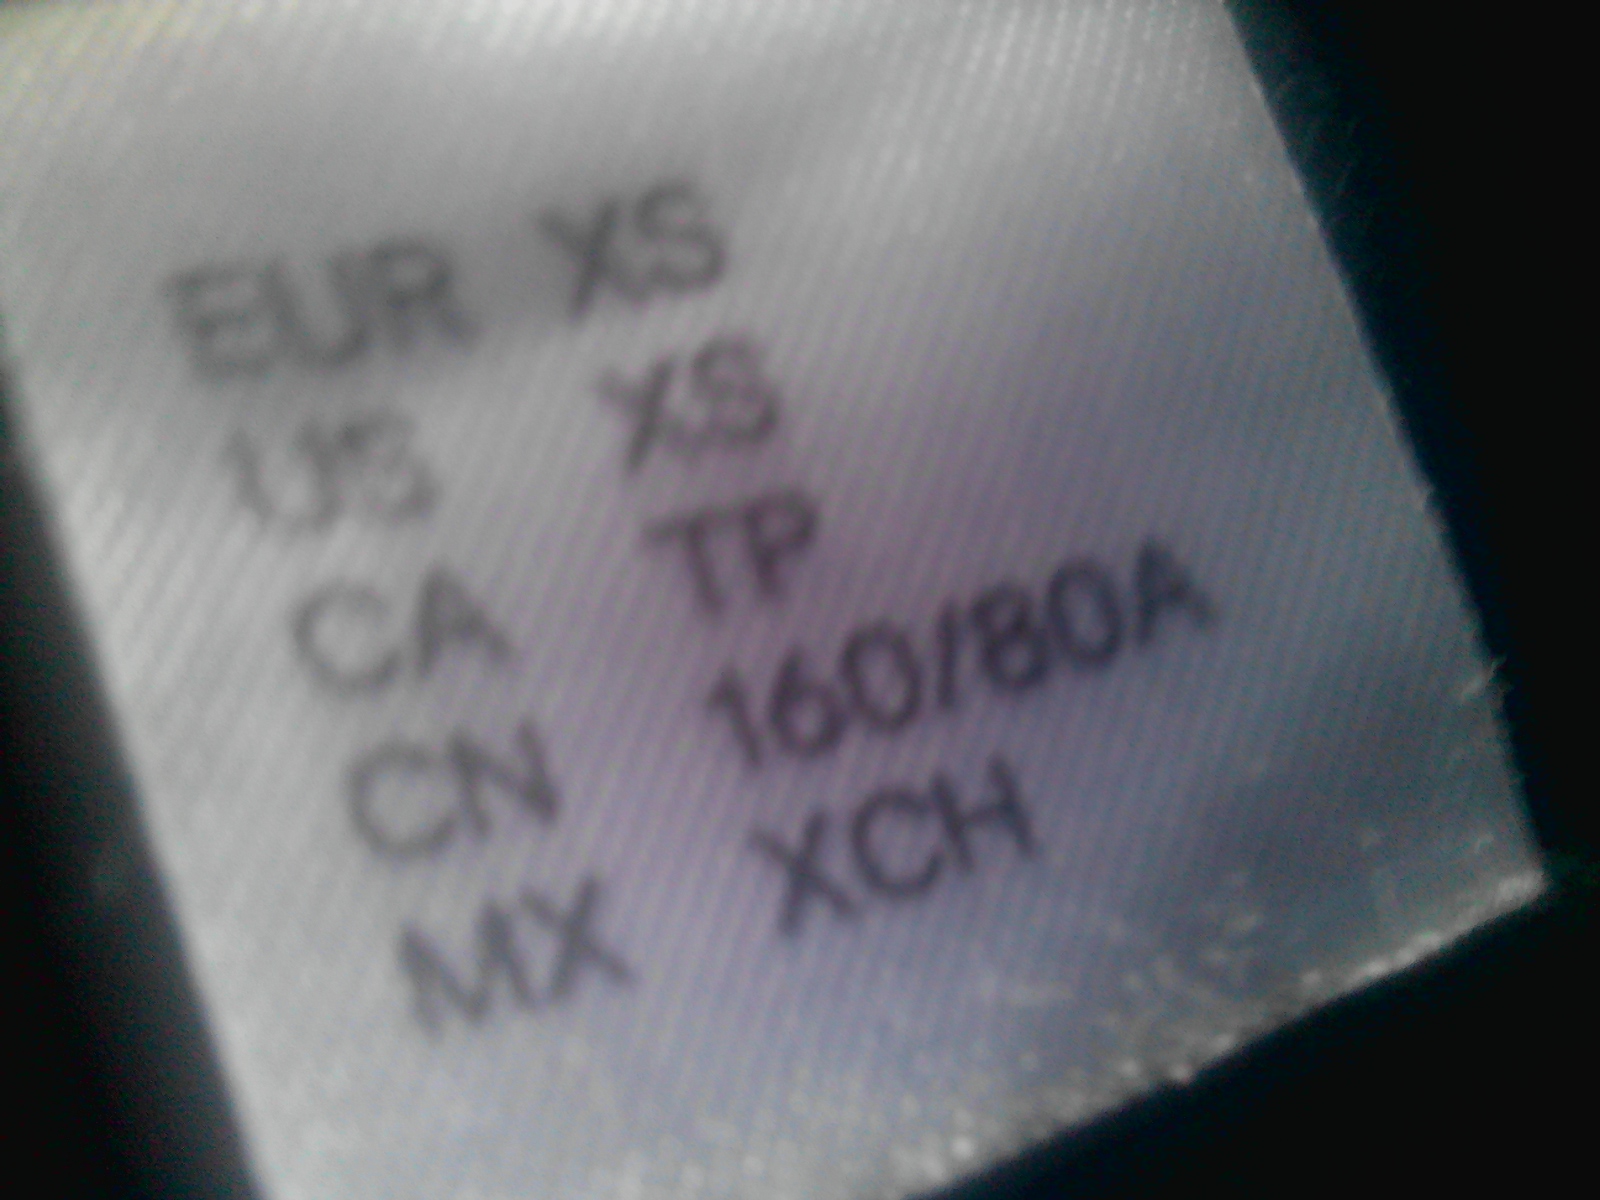 EUR XS
US XS
CA TP
CN 160/80A
MX XCH